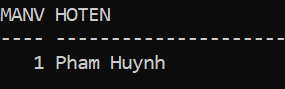 MANV HOTEN
---- ---------------------
1 Pham Huynh